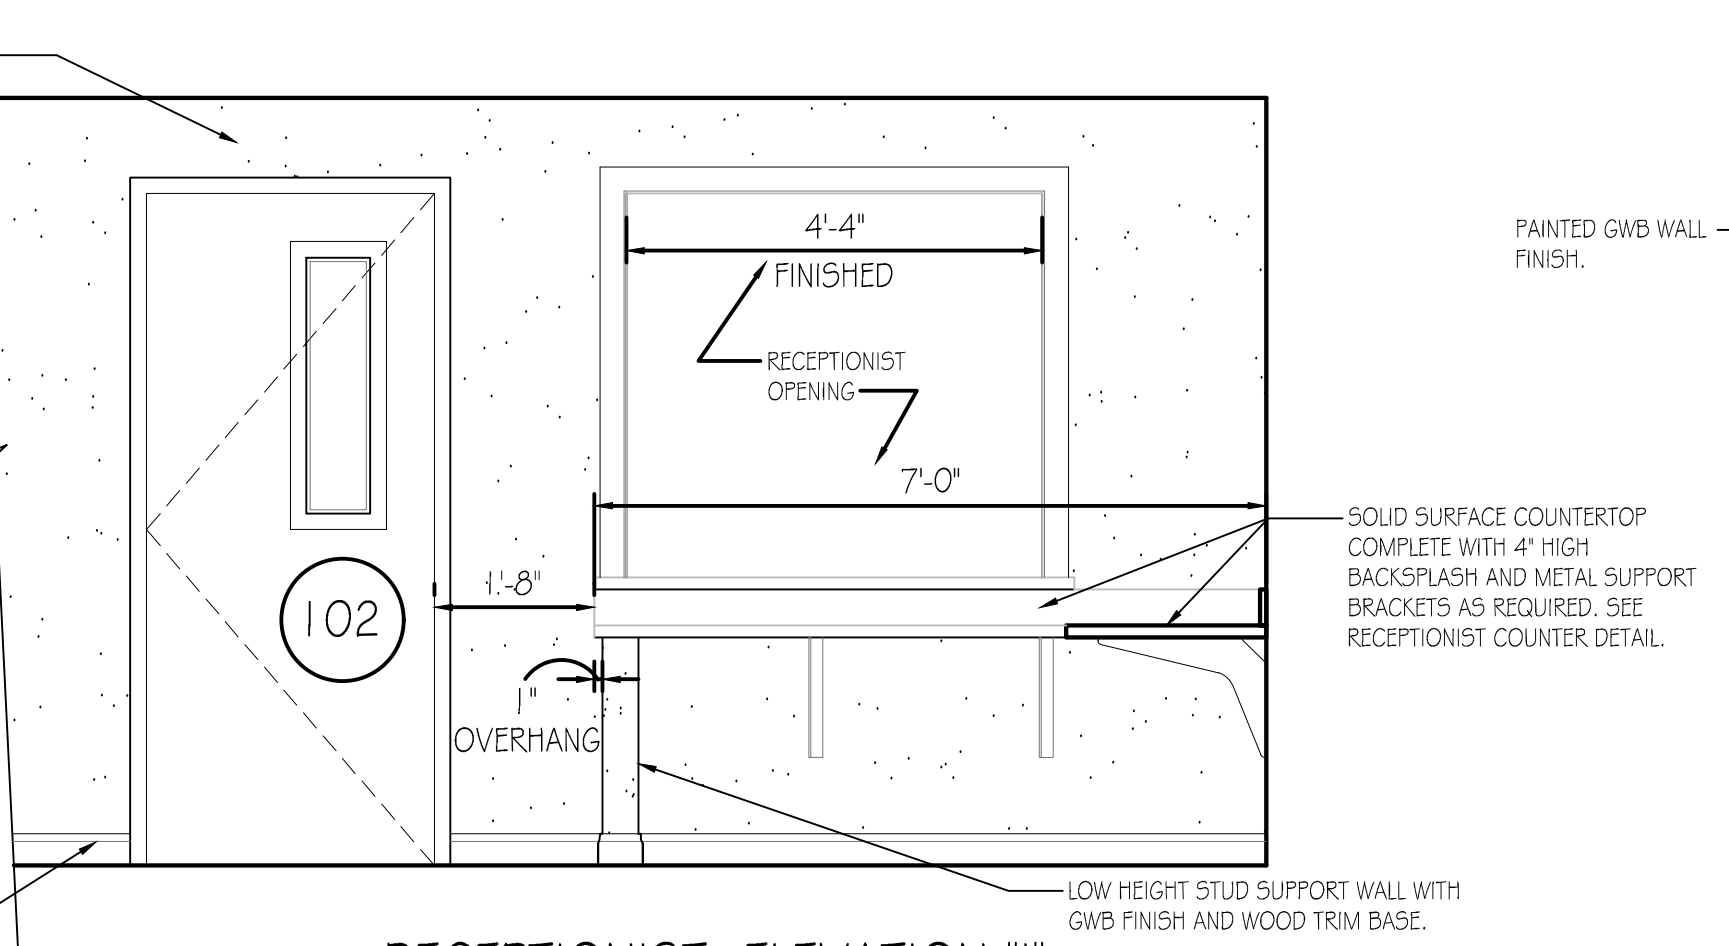 4'-4"
FINISHED
PAINTED GWB WALL
FINISH.
RECEPTIONIST
OPENING
7'-0"
SOLID SURFACE COUNTERTOP
COMPLETE WITH 4" HIGH
BACKSPLASH AND METAL SUPPORT
BRACKETS AS REQUIRED. SEE
RECEPTIONIST COUNTER DETAIL.
1'-8"
102
1"
OVERHANG
LOW HEIGHT STUD SUPPORT WALL WITH
GWB FINISH AND WOOD TRIM BASE.
RECEPTIONIST ELEVATION